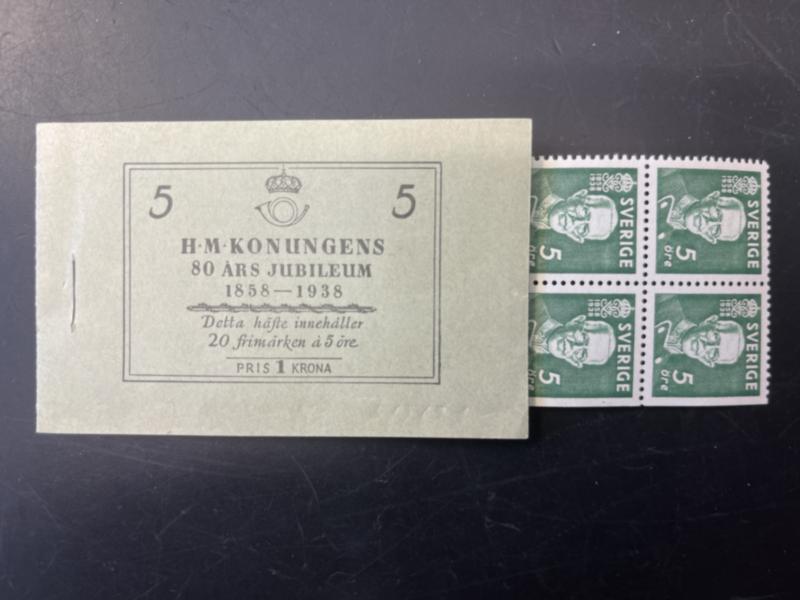 5 5
H·M·KONUNGENS
80 ÅRS JUBILEUM
1858—1938
Detta häfte innehåller
20 frimärken à 5 öre
PRIS 1 KRONA
SVERIGE
5
SVERIGE
5 öre
SVERIGE
5
SVERIGE
5 öre